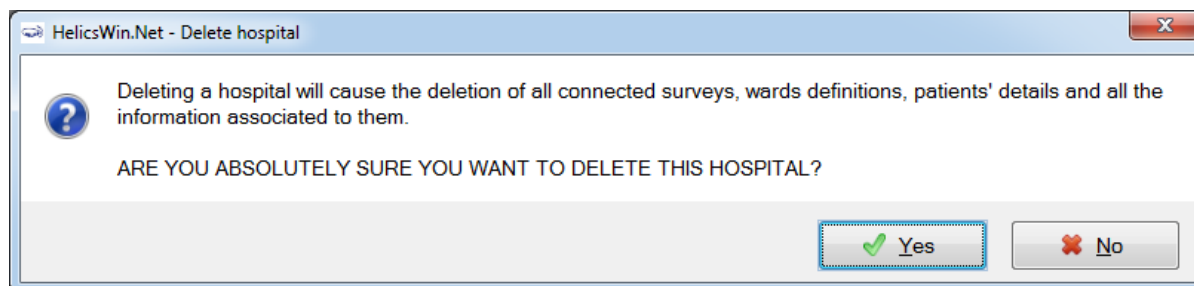 HelicsWin.Net - Delete hospital
Deleting a hospital will cause the deletion of all connected surveys, wards definitions, patients' details and all the
information associated to them.
ARE YOU ABSOLUTELY SURE YOU WANT TO DELETE THIS HOSPITAL?
Yes No